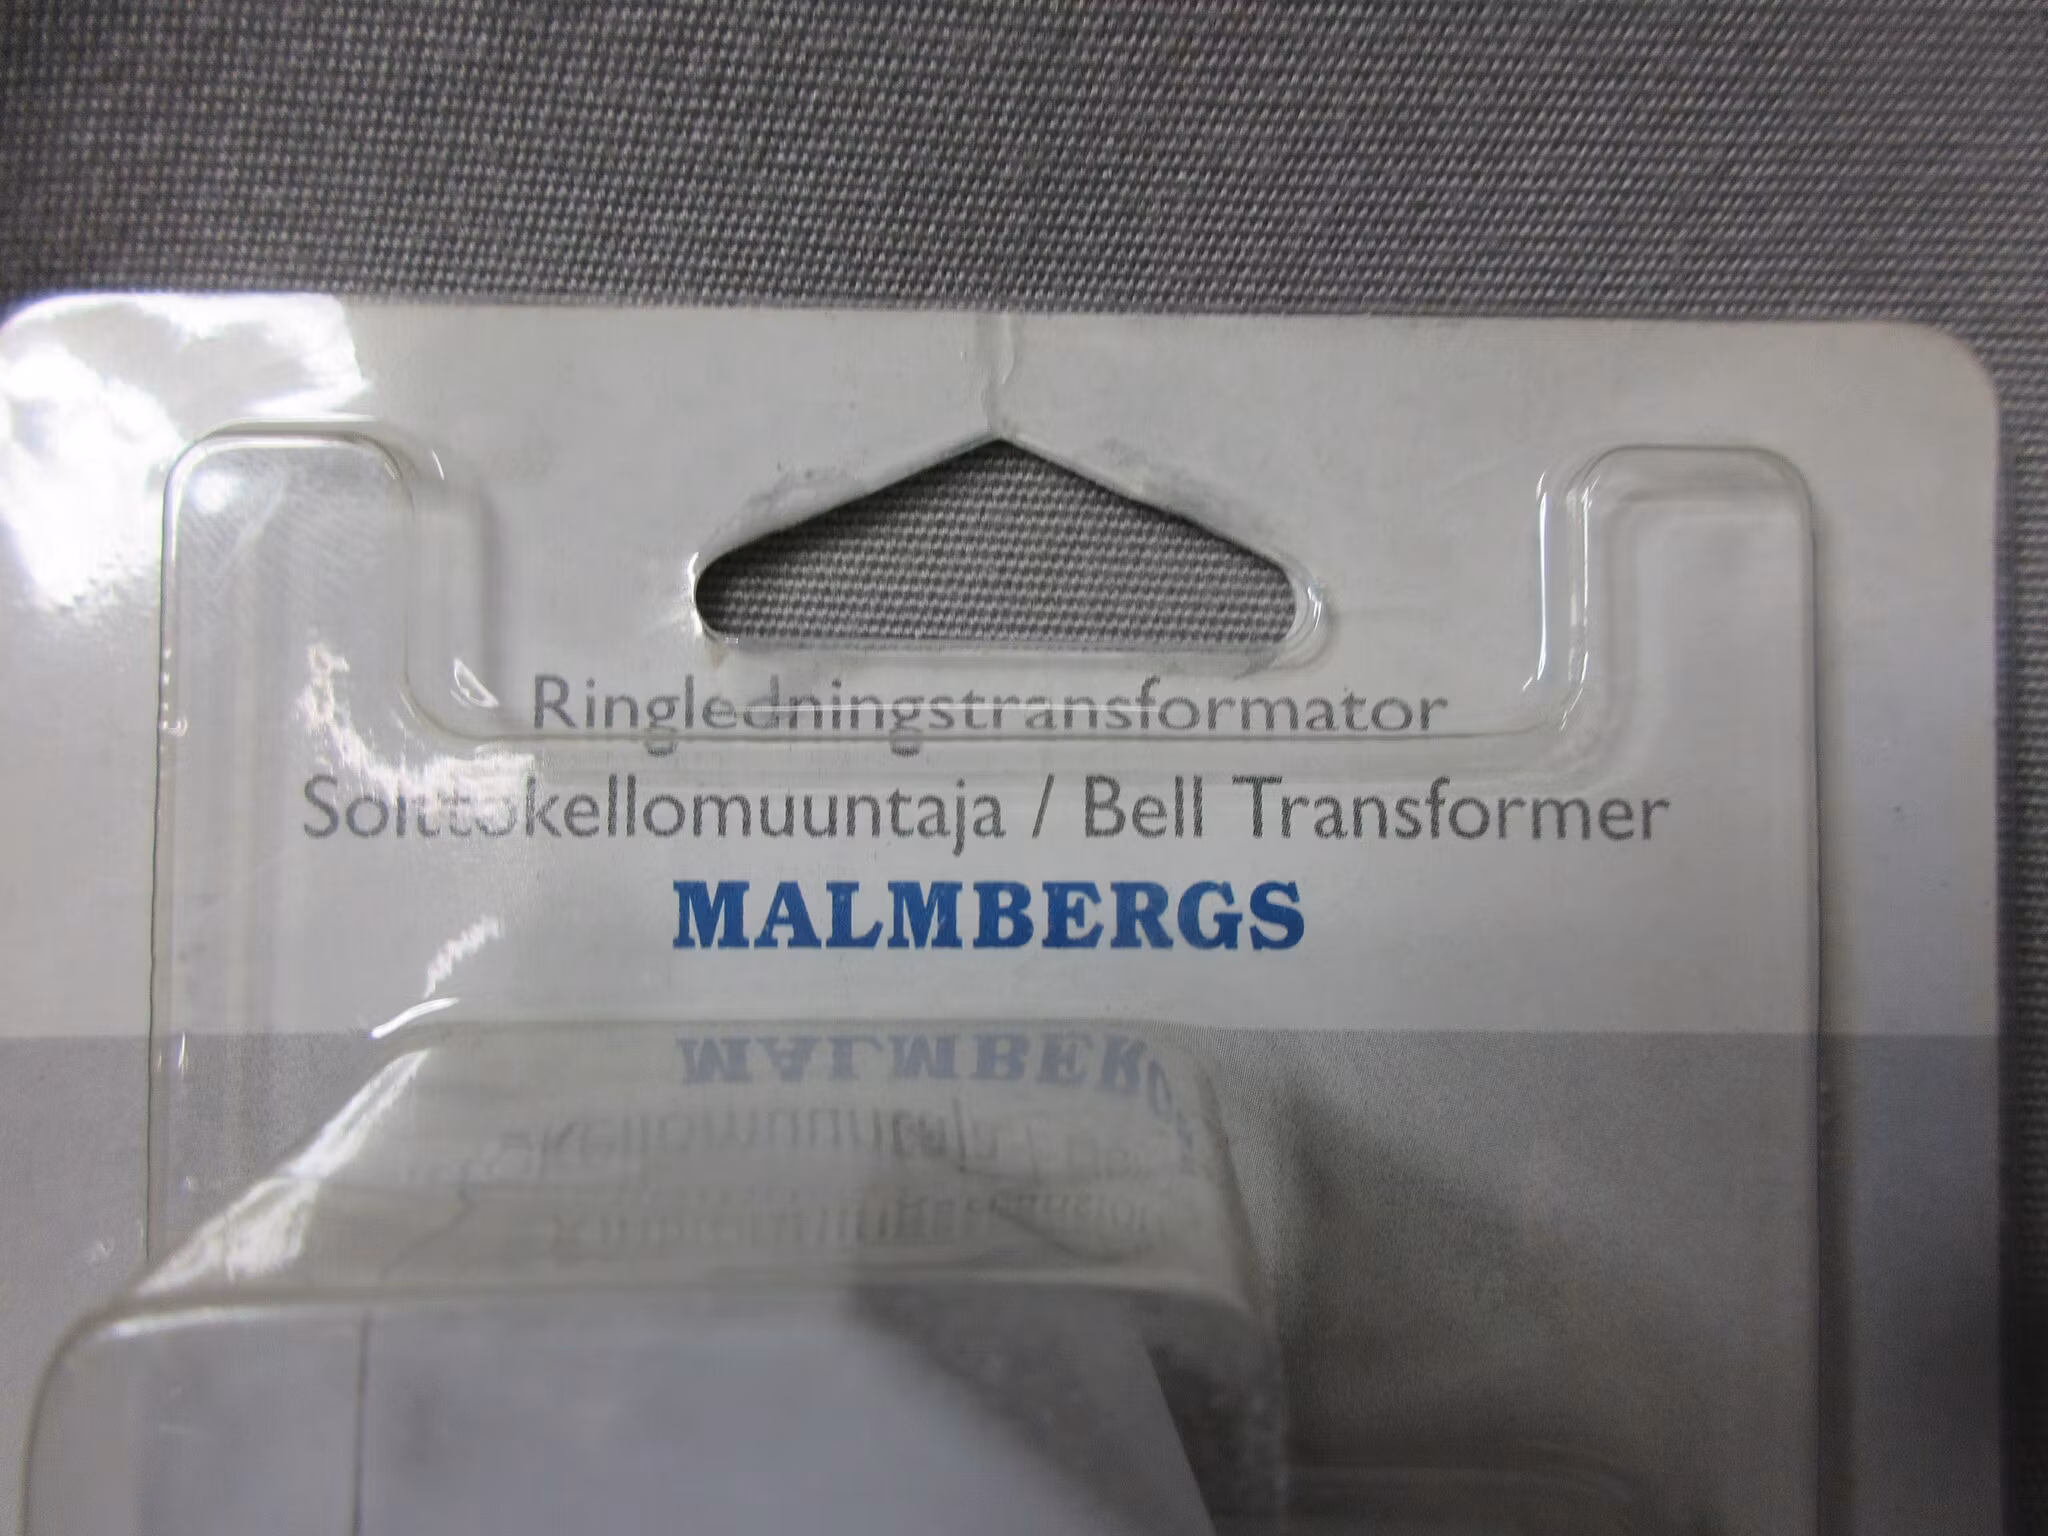 Ringledningstransformator
Soittokellomuuntaja / Bell Transformer
MALMBERGS